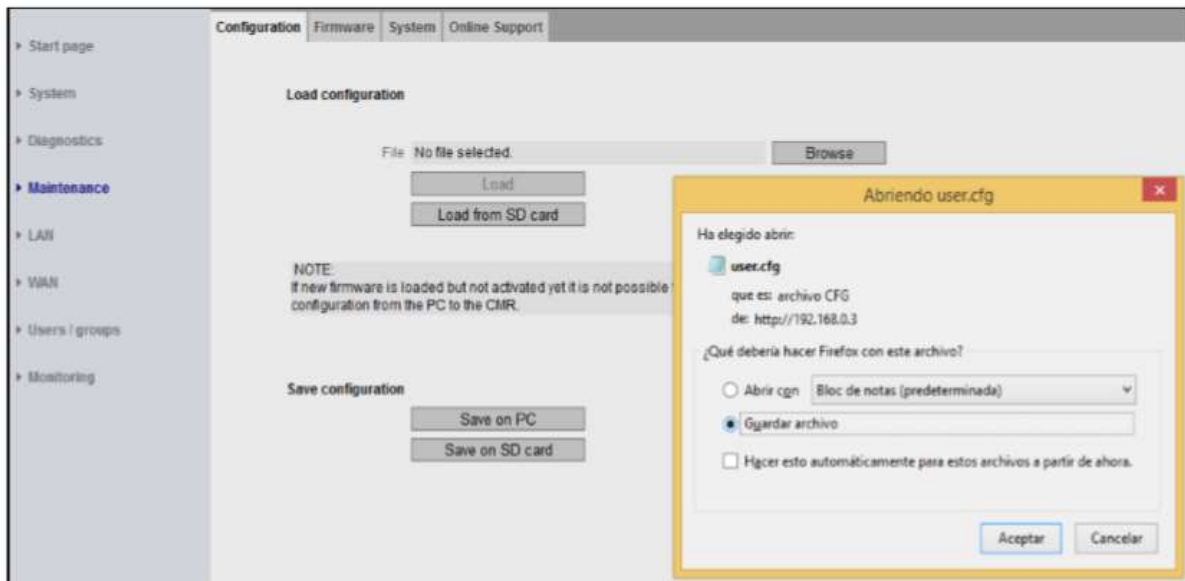 Configuration Firmware System Online Support
Start page
System
Diagnostics
Maintenance
LAN
WAN
Users / groups
Monitoring
Load configuration
File No file selected. Browse
Load
Load from SD card
NOTE:
If new firmware is loaded but not activated yet it is not possible
configuration from the PC to the CMR.
Save configuration
Save on PC
Save on SD card
Abriendo user.cfg
Ha elegido abrir:
user.cfg
que es: archivo CFG
de: http://192.168.0.3
¿Qué debería hacer Firefox con este archivo?
Abrir con Bloc de notas (predeterminada)
Guardar archivo
Hacer esto automáticamente para estos archivos a partir de ahora.
Aceptar Cancelar